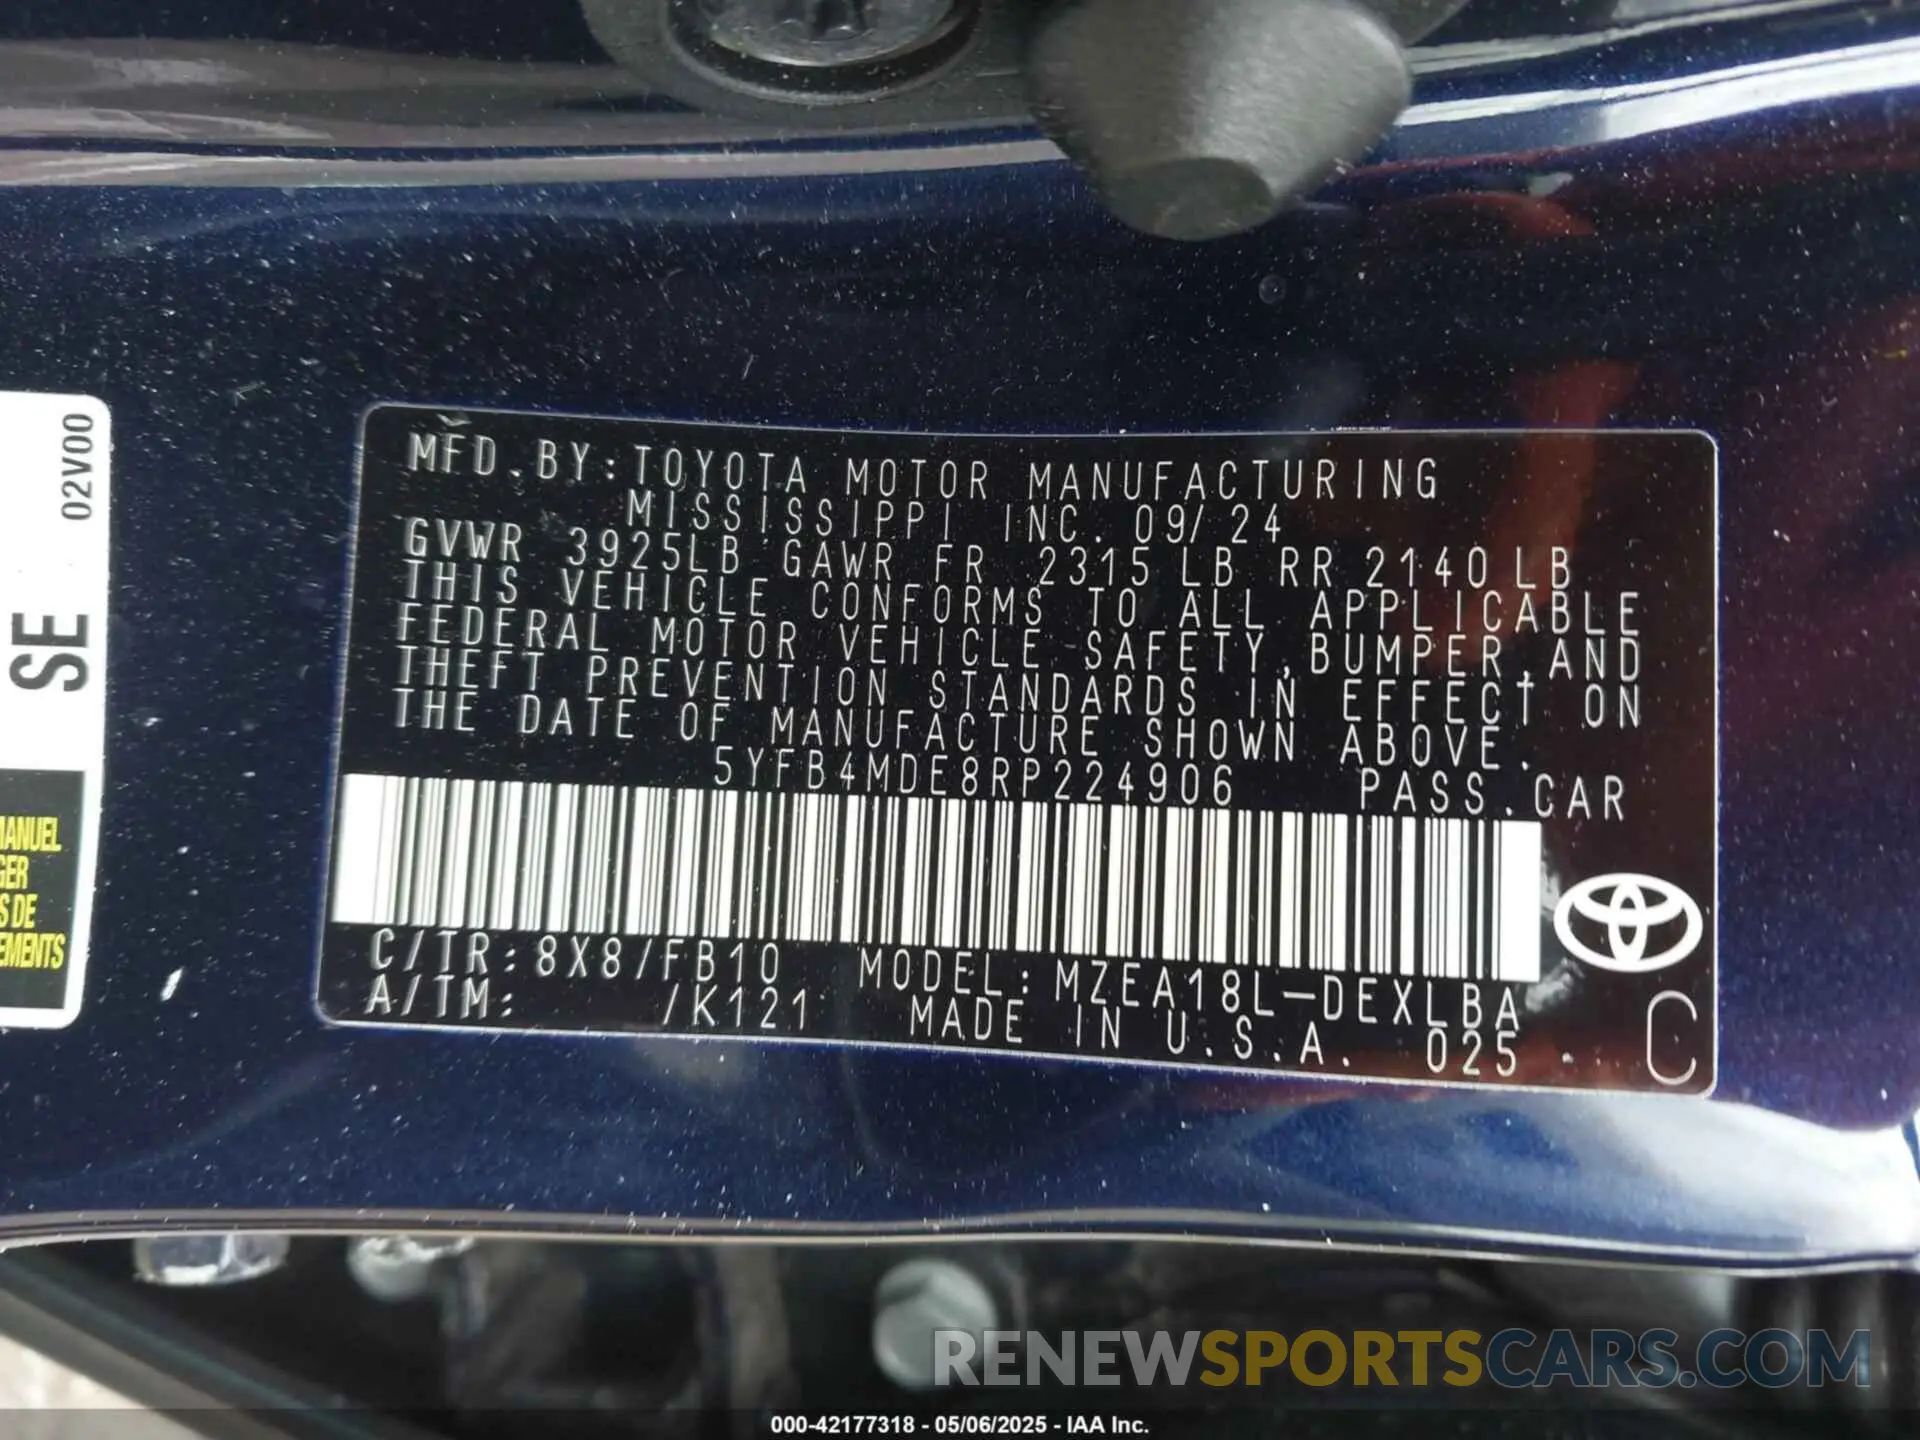 02V00
SE
MANUEL
GER
S DE
EMENTS
MFD.BY:TOYOTA MOTOR MANUFACTURING
MISSISSIPPI INC. 09/24
GVWR 3925LB GAWR FR 2315LB RR 2140LB
THIS VEHICLE CONFORMS TO ALL APPLICABLE
FEDERAL MOTOR VEHICLE SAFETY,BUMPER,AND
THEFT PREVENTION STANDARDS IN EFFECT ON
THE DATE OF MANUFACTURE SHOWN ABOVE.
5YFB4MDE8RP224906 PASS.CAR
C/TR:8X8/FB10 MODEL:MZEA18L-DEXLBA
A/TM: /K121 MADE IN U.S.A. 025
C
RENEWSPORTSCARS.COM
000-42177318 - 05/06/2025 - IAA Inc.